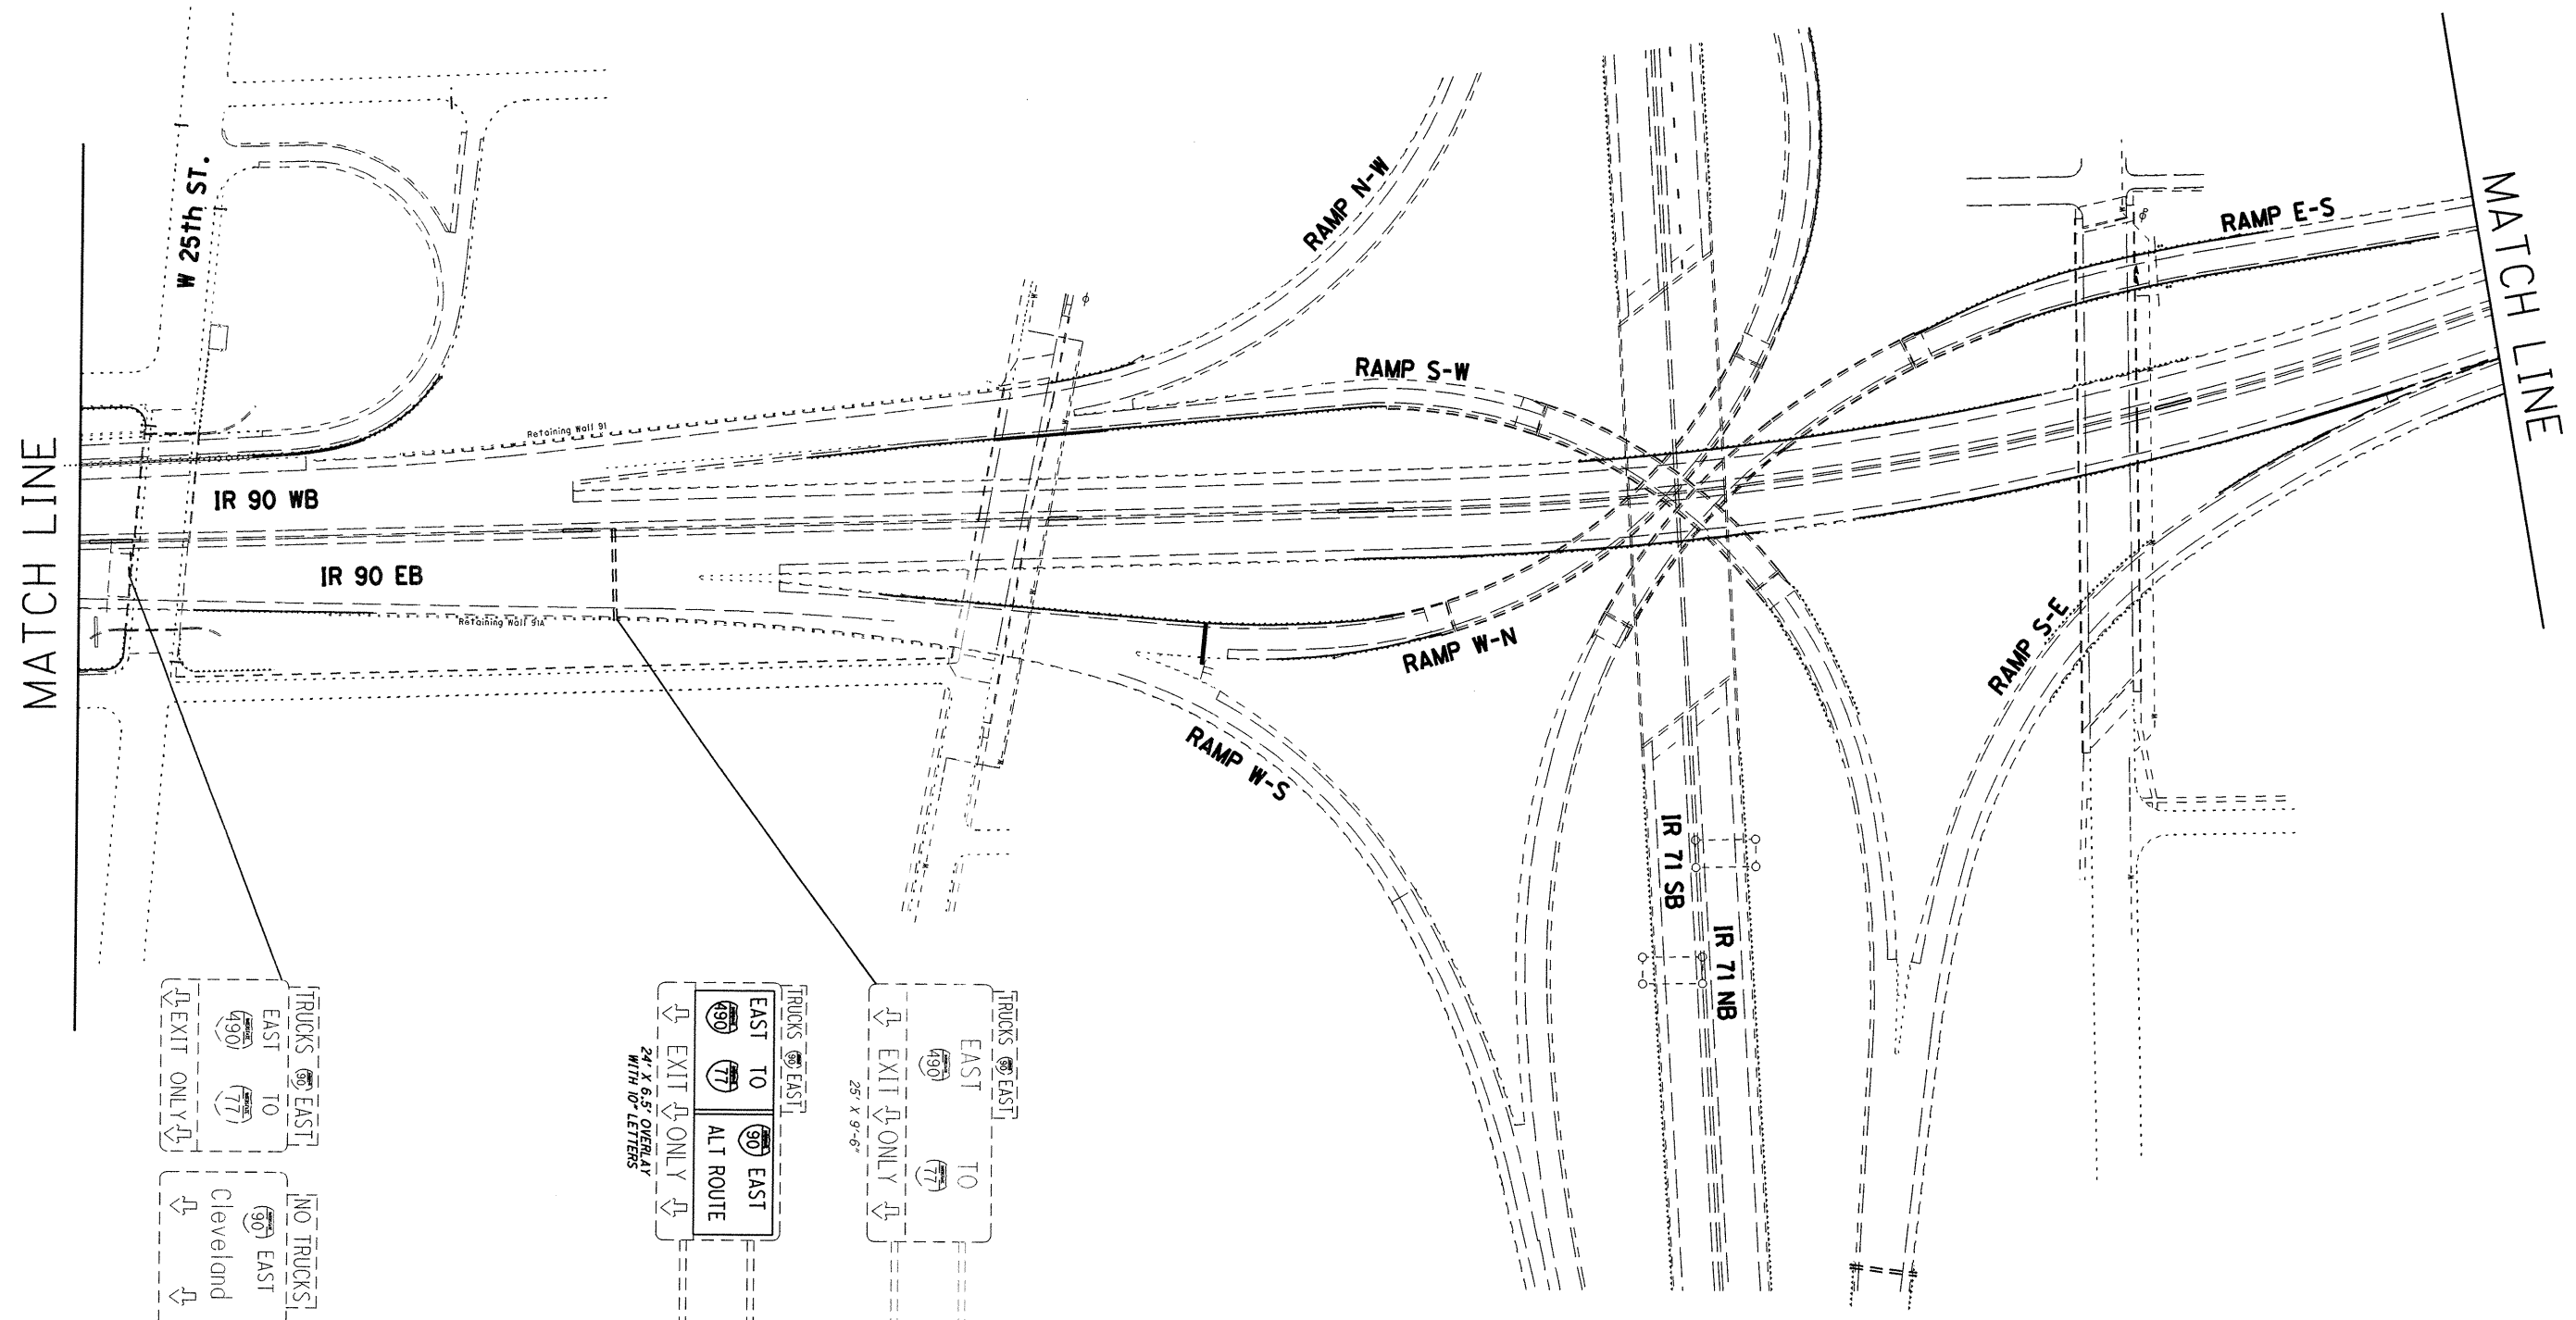 MATCH LINE
W 25th ST.
IR 90 WB
IR 90 EB
Retaining Wall 91
Retaining Wall 91A
RAMP N-W
RAMP S-W
RAMP W-N
RAMP W-S
IR 71 SB
IR 71 NB
RAMP S-E
RAMP E-S
MATCH LINE
TRUCKS 90 EAST
EAST TO
490 77
EXIT ONLY
NO TRUCKS
90 EAST
Cleveland
TRUCKS 90 EAST
EAST TO
490 77
90 EAST
ALT ROUTE
EXIT ONLY
24' X 6.5' OVERLAY
WITH 10" LETTERS
TRUCKS 90 EAST
EAST TO
490 77
EXIT ONLY
25' X 9'-6"